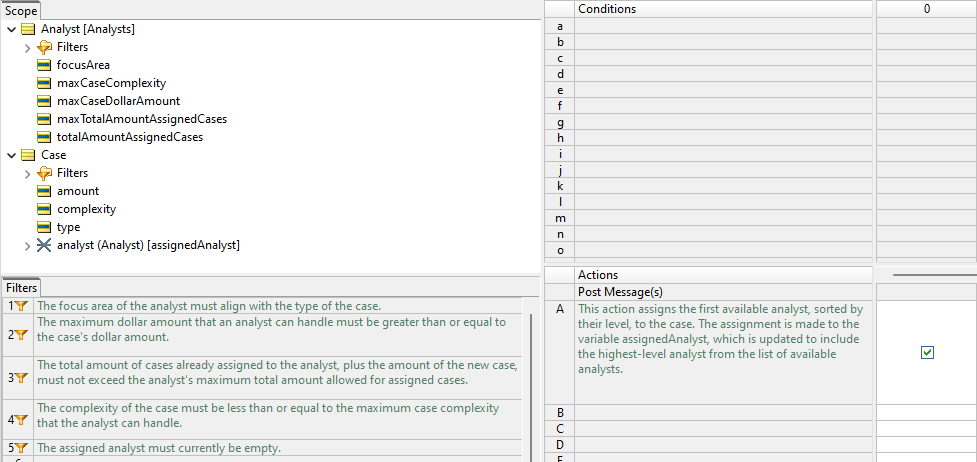 Scope
Analyst [Analysts]
Filters
focusArea
maxCaseComplexity
maxCaseDollarAmount
maxTotalAmountAssignedCases
totalAmountAssignedCases
Case
Filters
amount
complexity
type
analyst (Analyst) [assignedAnalyst]
Filters
1 The focus area of the analyst must align with the type of the case.
2 The maximum dollar amount that an analyst can handle must be greater than or equal to
the case's dollar amount.
3 The total amount of cases already assigned to the analyst, plus the amount of the new case,
must not exceed the analyst's maximum total amount allowed for assigned cases.
4 The complexity of the case must be less than or equal to the maximum case complexity
that the analyst can handle.
5 The assigned analyst must currently be empty.
Conditions 0
a
b
c
d
e
f
g
h
i
j
k
l
m
n
o
Actions
Post Message(s)
A This action assigns the first available analyst, sorted by
their level, to the case. The assignment is made to the
variable assignedAnalyst, which is updated to include
the highest-level analyst from the list of available
analysts.
B
C
D